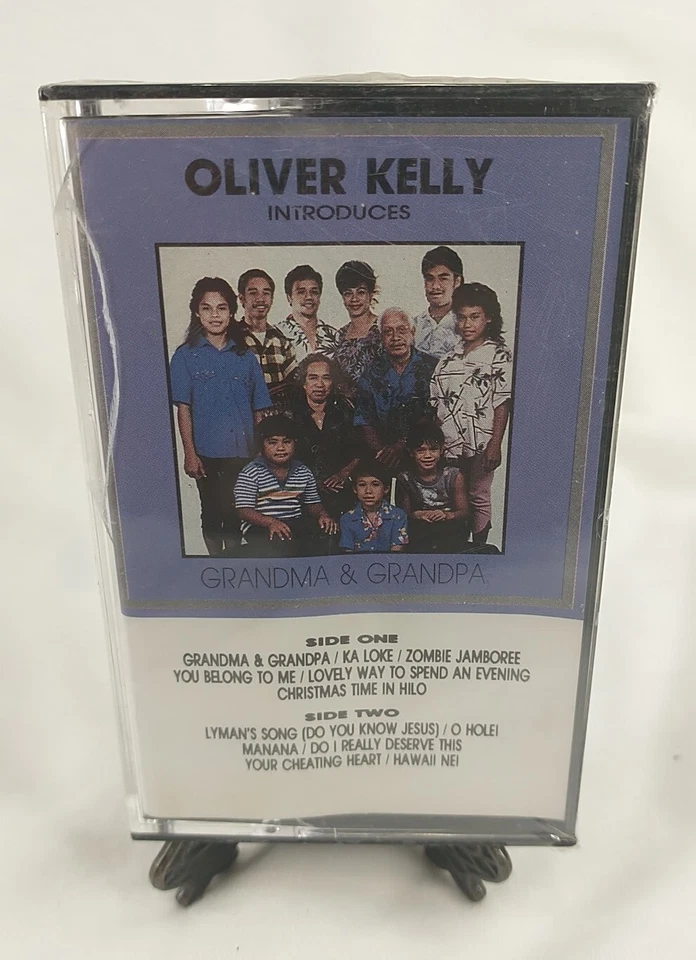 OLIVER KELLY
INTRODUCES
GRANDMA & GRANDPA
SIDE ONE
GRANDMA & GRANDPA / KA LOKE / ZOMBIE JAMBOREE
YOU BELONG TO ME / LOVELY WAY TO SPEND AN EVENING
CHRISTMAS TIME IN HILO
SIDE TWO
LYMAN'S SONG (DO YOU KNOW JESUS) / O HOLEI
MANANA / DO I REALLY DESERVE THIS
YOUR CHEATING HEART / HAWAII NEI